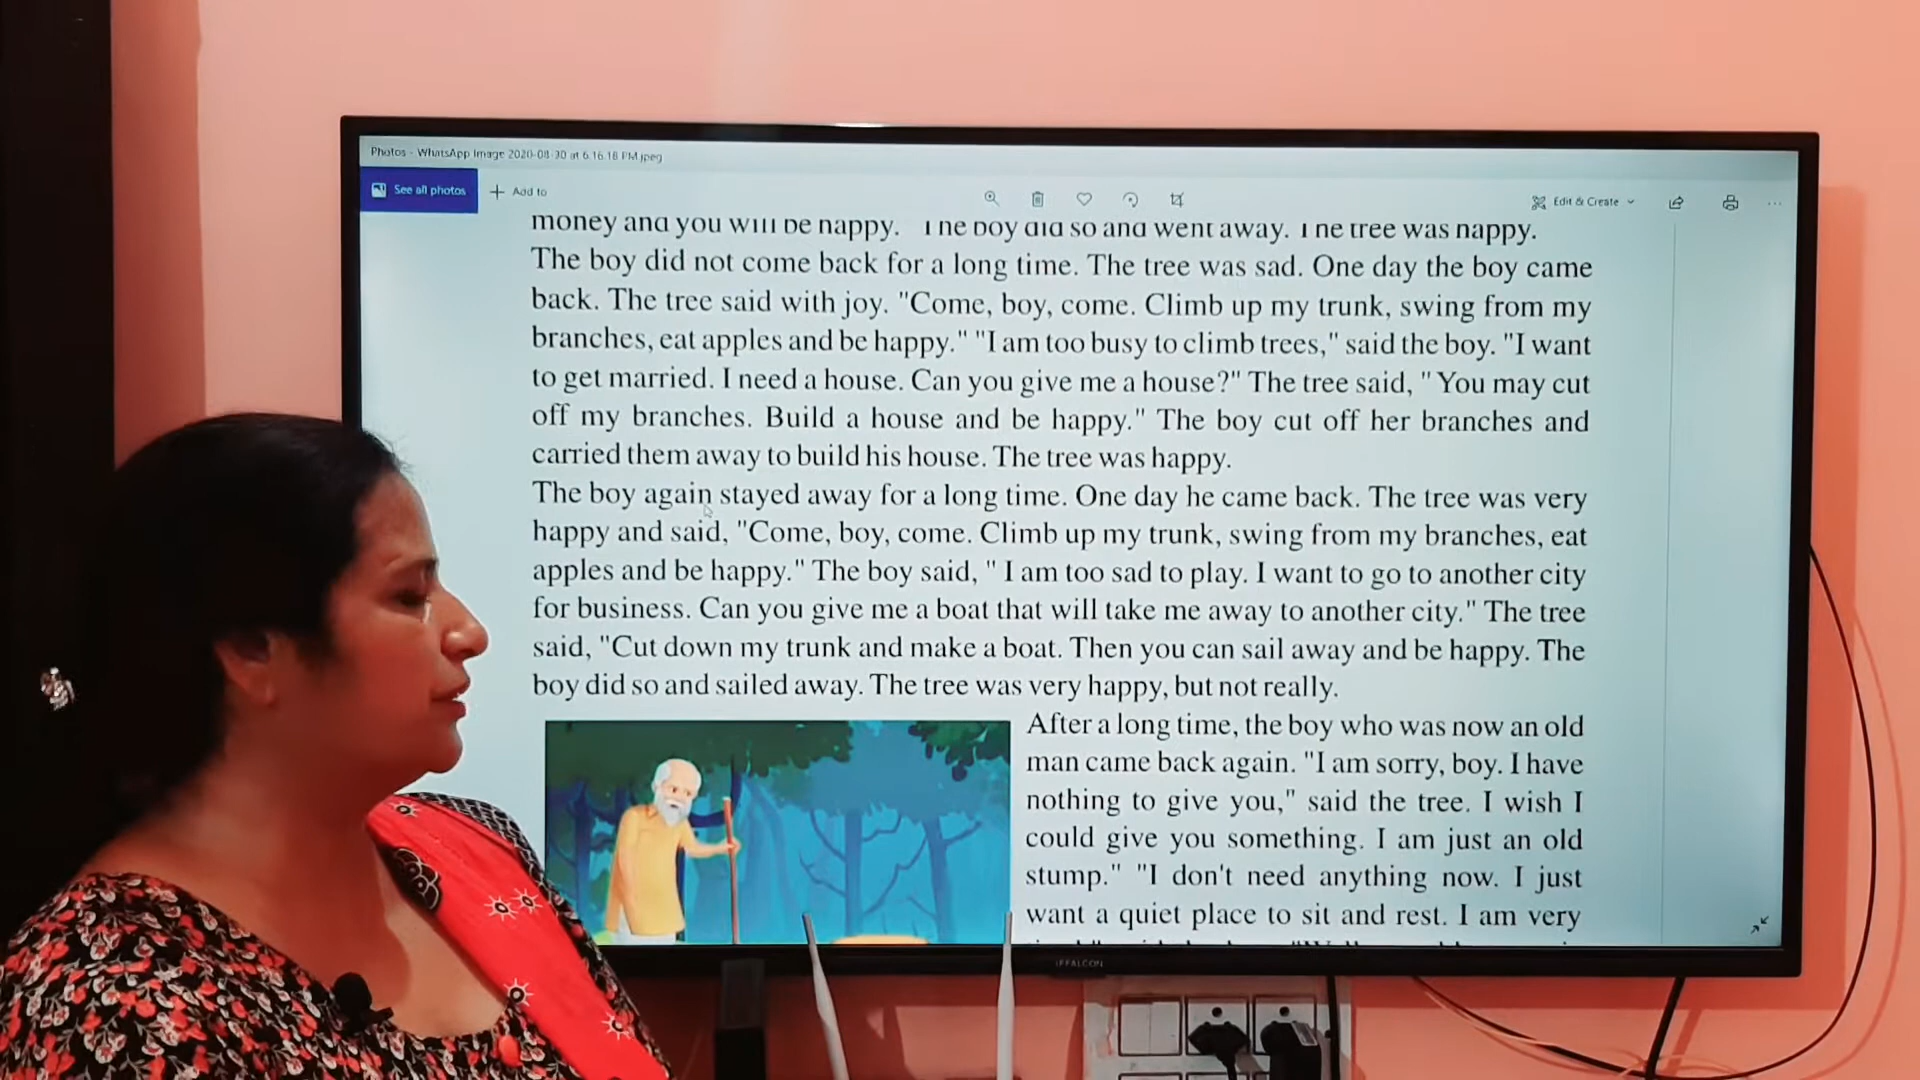 Photos - WhatsApp Image 2020-08-30 at 6.16.18 PM.jpeg
See all photos
Add to
Edit & Create
money and you will be happy. " The boy did so and went away. The tree was happy.
The boy did not come back for a long time. The tree was sad. One day the boy came
back. The tree said with joy. "Come, boy, come. Climb up my trunk, swing from my
branches, eat apples and be happy." "I am too busy to climb trees," said the boy. "I want
to get married. I need a house. Can you give me a house?" The tree said, " You may cut
off my branches. Build a house and be happy." The boy cut off her branches and
carried them away to build his house. The tree was happy.
The boy again stayed away for a long time. One day he came back. The tree was very
happy and said, "Come, boy, come. Climb up my trunk, swing from my branches, eat
apples and be happy." The boy said, " I am too sad to play. I want to go to another city
for business. Can you give me a boat that will take me away to another city." The tree
said, "Cut down my trunk and make a boat. Then you can sail away and be happy. The
boy did so and sailed away. The tree was very happy, but not really.
After a long time, the boy who was now an old
man came back again. "I am sorry, boy. I have
nothing to give you," said the tree. I wish I
could give you something. I am just an old
stump." "I don't need anything now. I just
want a quiet place to sit and rest. I am very
iFFALCON